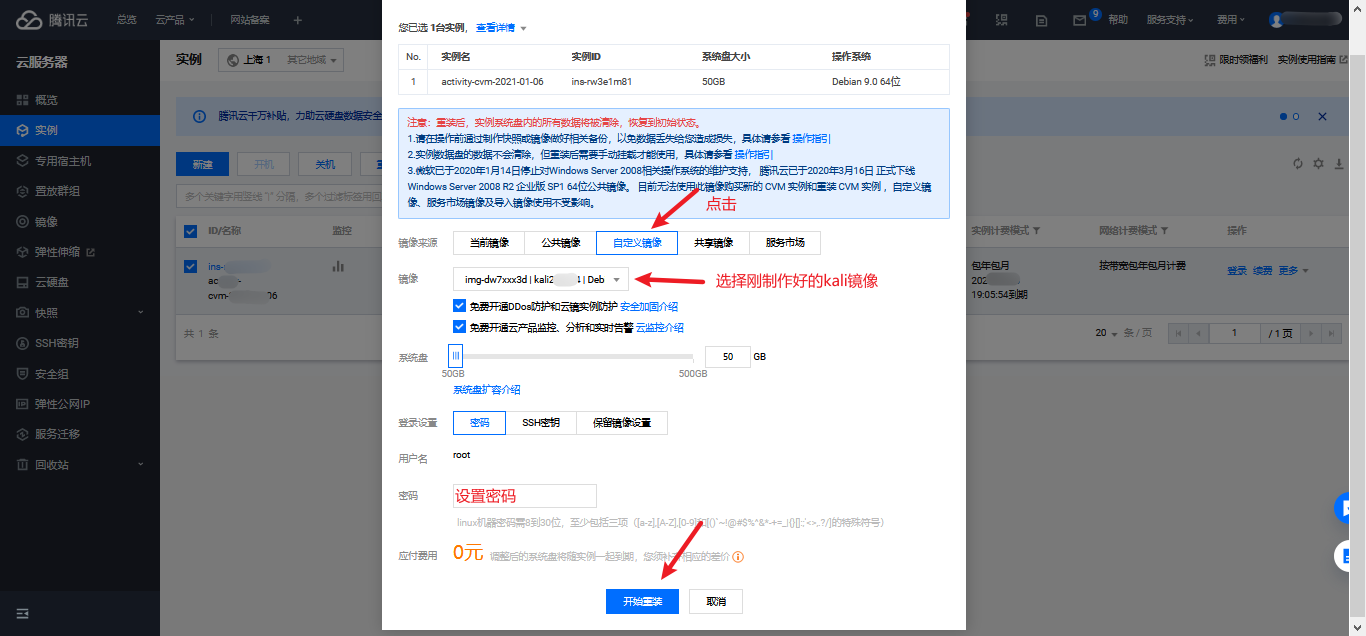 腾讯云 总览 云产品 网站备案 9 帮助 服务支持 费用
云服务器
概览
实例
专用宿主机
置放群组
镜像
弹性伸缩
云硬盘
快照
SSH密钥
安全组
弹性公网IP
服务迁移
回收站
实例 上海 1 其它地域
限时领福利 实例使用指南
腾讯云千万补贴，力助云硬盘数据安全
新建 开机 关机
多个关键字用竖线 "|" 分隔，多个过滤标签用回
ID/名称 监控 实例计费模式 网络计费模式 操作
ins-
ac
cvm- 06
包年包月
202
19:05:54到期
按带宽包年包月计费
登录 续费 更多
共 1 条
20 条/页 1 / 1 页
您已选 1台实例， 查看详情
No. 实例名 实例ID 系统盘大小 操作系统
1 activity-cvm-2021-01-06 ins-rw3e1m81 50GB Debian 9.0 64位
注意：重装后，实例系统盘内的所有数据将被清除，恢复到初始状态。
1.请在操作前通过制作快照或镜像做好相关备份，以免数据丢失给您造成损失，具体请参看 操作指引
2.实例数据盘的数据不会清除，但重装后需要手动挂载才能使用，具体请参看 操作指引
3.微软已于2020年1月14日停止对Windows Server 2008相关操作系统的维护支持， 腾讯云已于2020年3月16日 正式下线
Windows Server 2008 R2 企业版 SP1 64位公共镜像。 目前无法使用此镜像购买新的 CVM 实例和重装 CVM 实例 ，自定义镜
像、服务市场镜像及导入镜像使用不受影响。
点击
镜像来源 当前镜像 公共镜像 自定义镜像 共享镜像 服务市场
镜像 img-dw7xxx3d | kali2 4 | Deb
选择刚制作好的kali镜像
免费开通DDos防护和云镜实例防护 安全加固介绍
免费开通云产品监控、分析和实时告警 云监控介绍
系统盘 50 GB
50GB 500GB
系统盘扩容介绍
登录设置 密码 SSH密钥 保留镜像设置
用户名 root
密码 设置密码
linux机器密码需8到30位，至少包括三项（[a-z],[A-Z],[0-9]
[()`~!@#$%^&*-+=_|{}[]:;'<>,.?/]的特殊符号）
应付费用 0元 调整后的系统盘将随实例一起到期，您须补 相应的差价
开始重装 取消